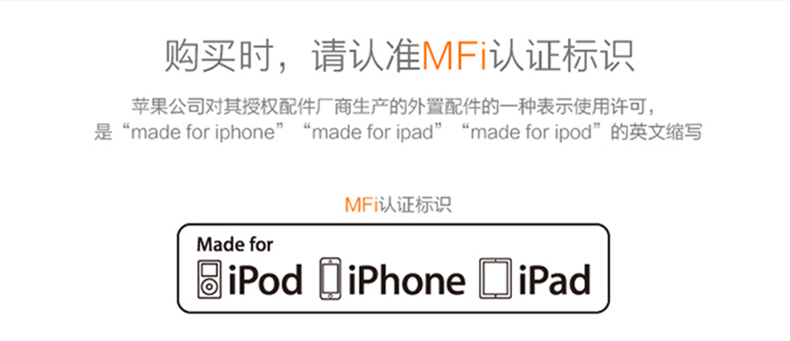 购买时，请认准MFi认证标识
苹果公司对其授权配件厂商生产的外置配件的一种表示使用许可，
是“made for iphone”“made for ipad”“made for ipod”的英文缩写
MFi认证标识
Made for
iPod iPhone iPad